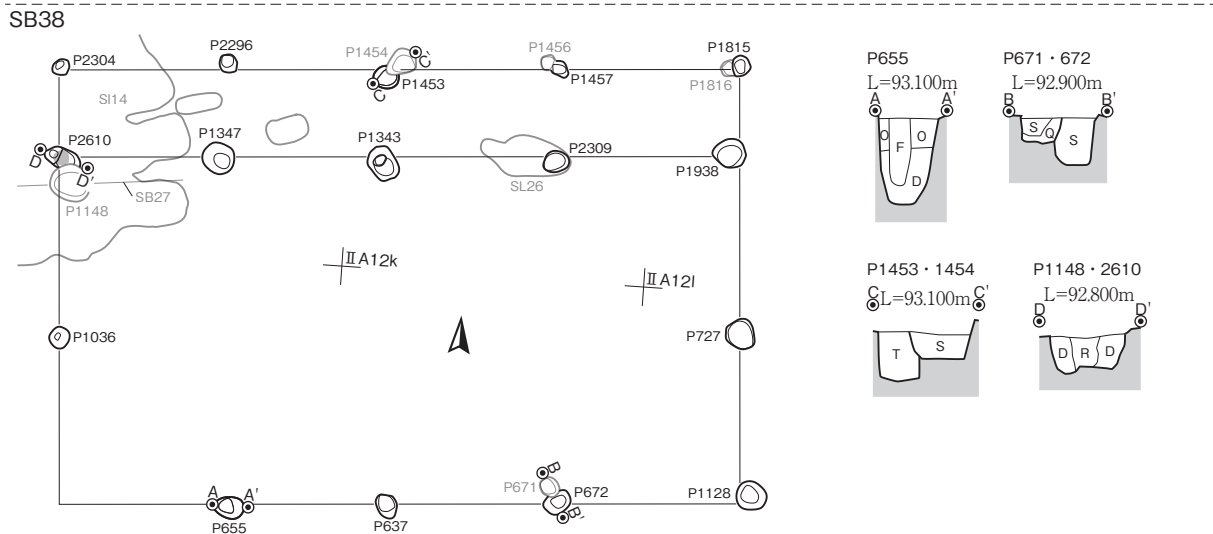 SB38
P2304
P2296
P1454
C'
C
P1453
P1456
P1457
P1815
P1816
SI14
P2610
D
D'
P1347
P1343
P2309
SL26
P1938
P1148
SB27
ⅡA12k
ⅡA12l
P1036
P727
A
A'
P655
P637
B
P671
P672
B'
P1128
P655
L=93.100m
A A'
O F O
D
P671・672
L=92.900m
B B'
S Q S
P1453・1454
C L=93.100m C'
T S
P1148・2610
L=92.800m
D D'
D R D